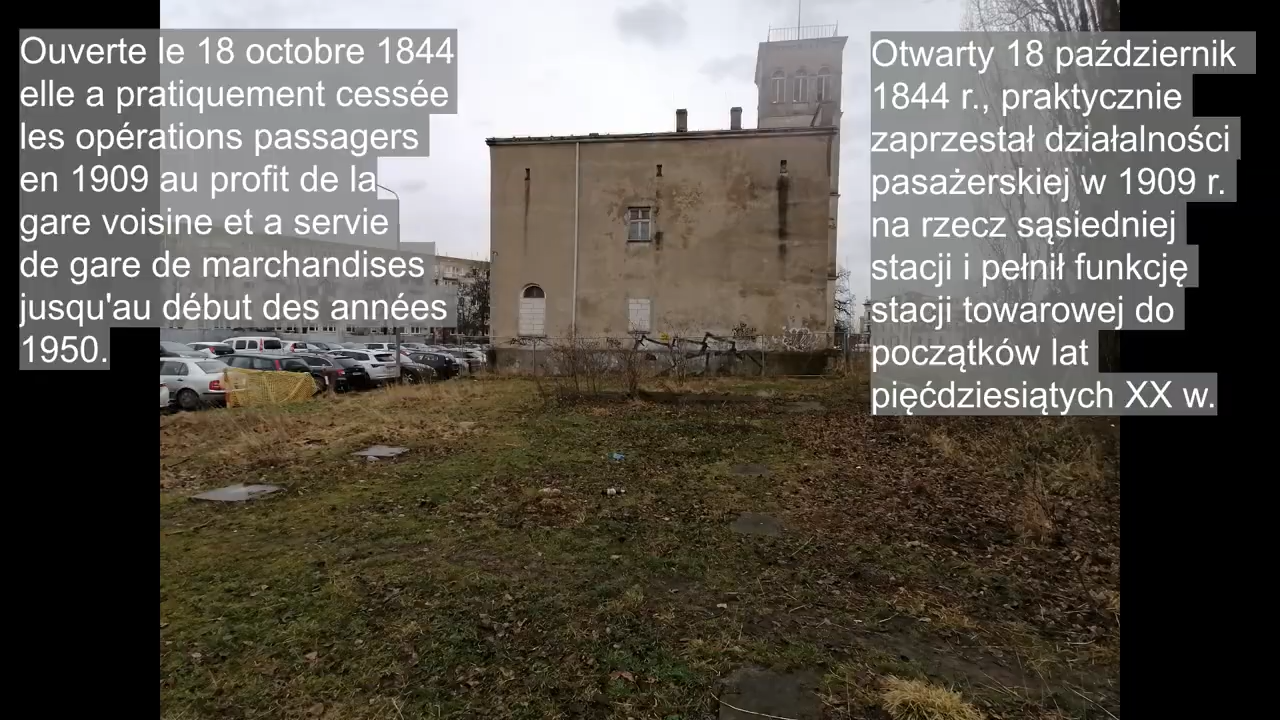 Ouverte le 18 octobre 1844
elle a pratiquement cessée
les opérations passagers
en 1909 au profit de la
gare voisine et a servie
de gare de marchandises
jusqu'au début des années
1950.
Otwarty 18 październik
1844 r., praktycznie
zaprzestał działalności
pasażerskiej w 1909 r.
na rzecz sąsiedniej
stacji i pełnił funkcję
stacji towarowej do
początków lat
pięćdziesiątych XX w.